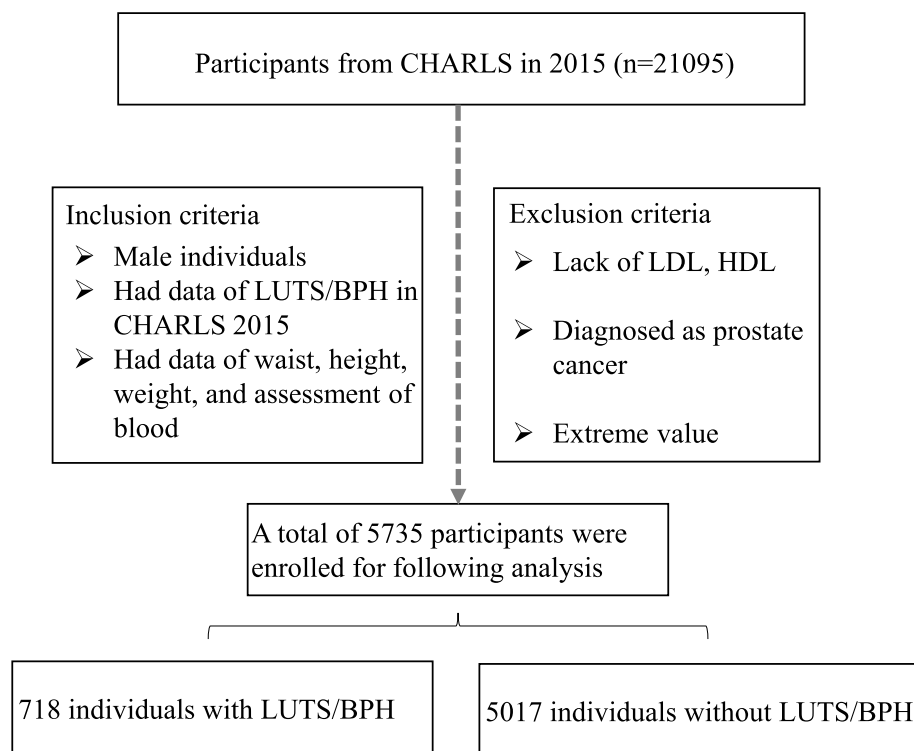 Participants from CHARLS in 2015 (n=21095)
Inclusion criteria
➢ Male individuals
➢ Had data of LUTS/BPH in
CHARLS 2015
➢ Had data of waist, height,
weight, and assessment of
blood
Exclusion criteria
➢ Lack of LDL, HDL
➢ Diagnosed as prostate
cancer
➢ Extreme value
A total of 5735 participants were
enrolled for following analysis
718 individuals with LUTS/BPH
5017 individuals without LUTS/BPH